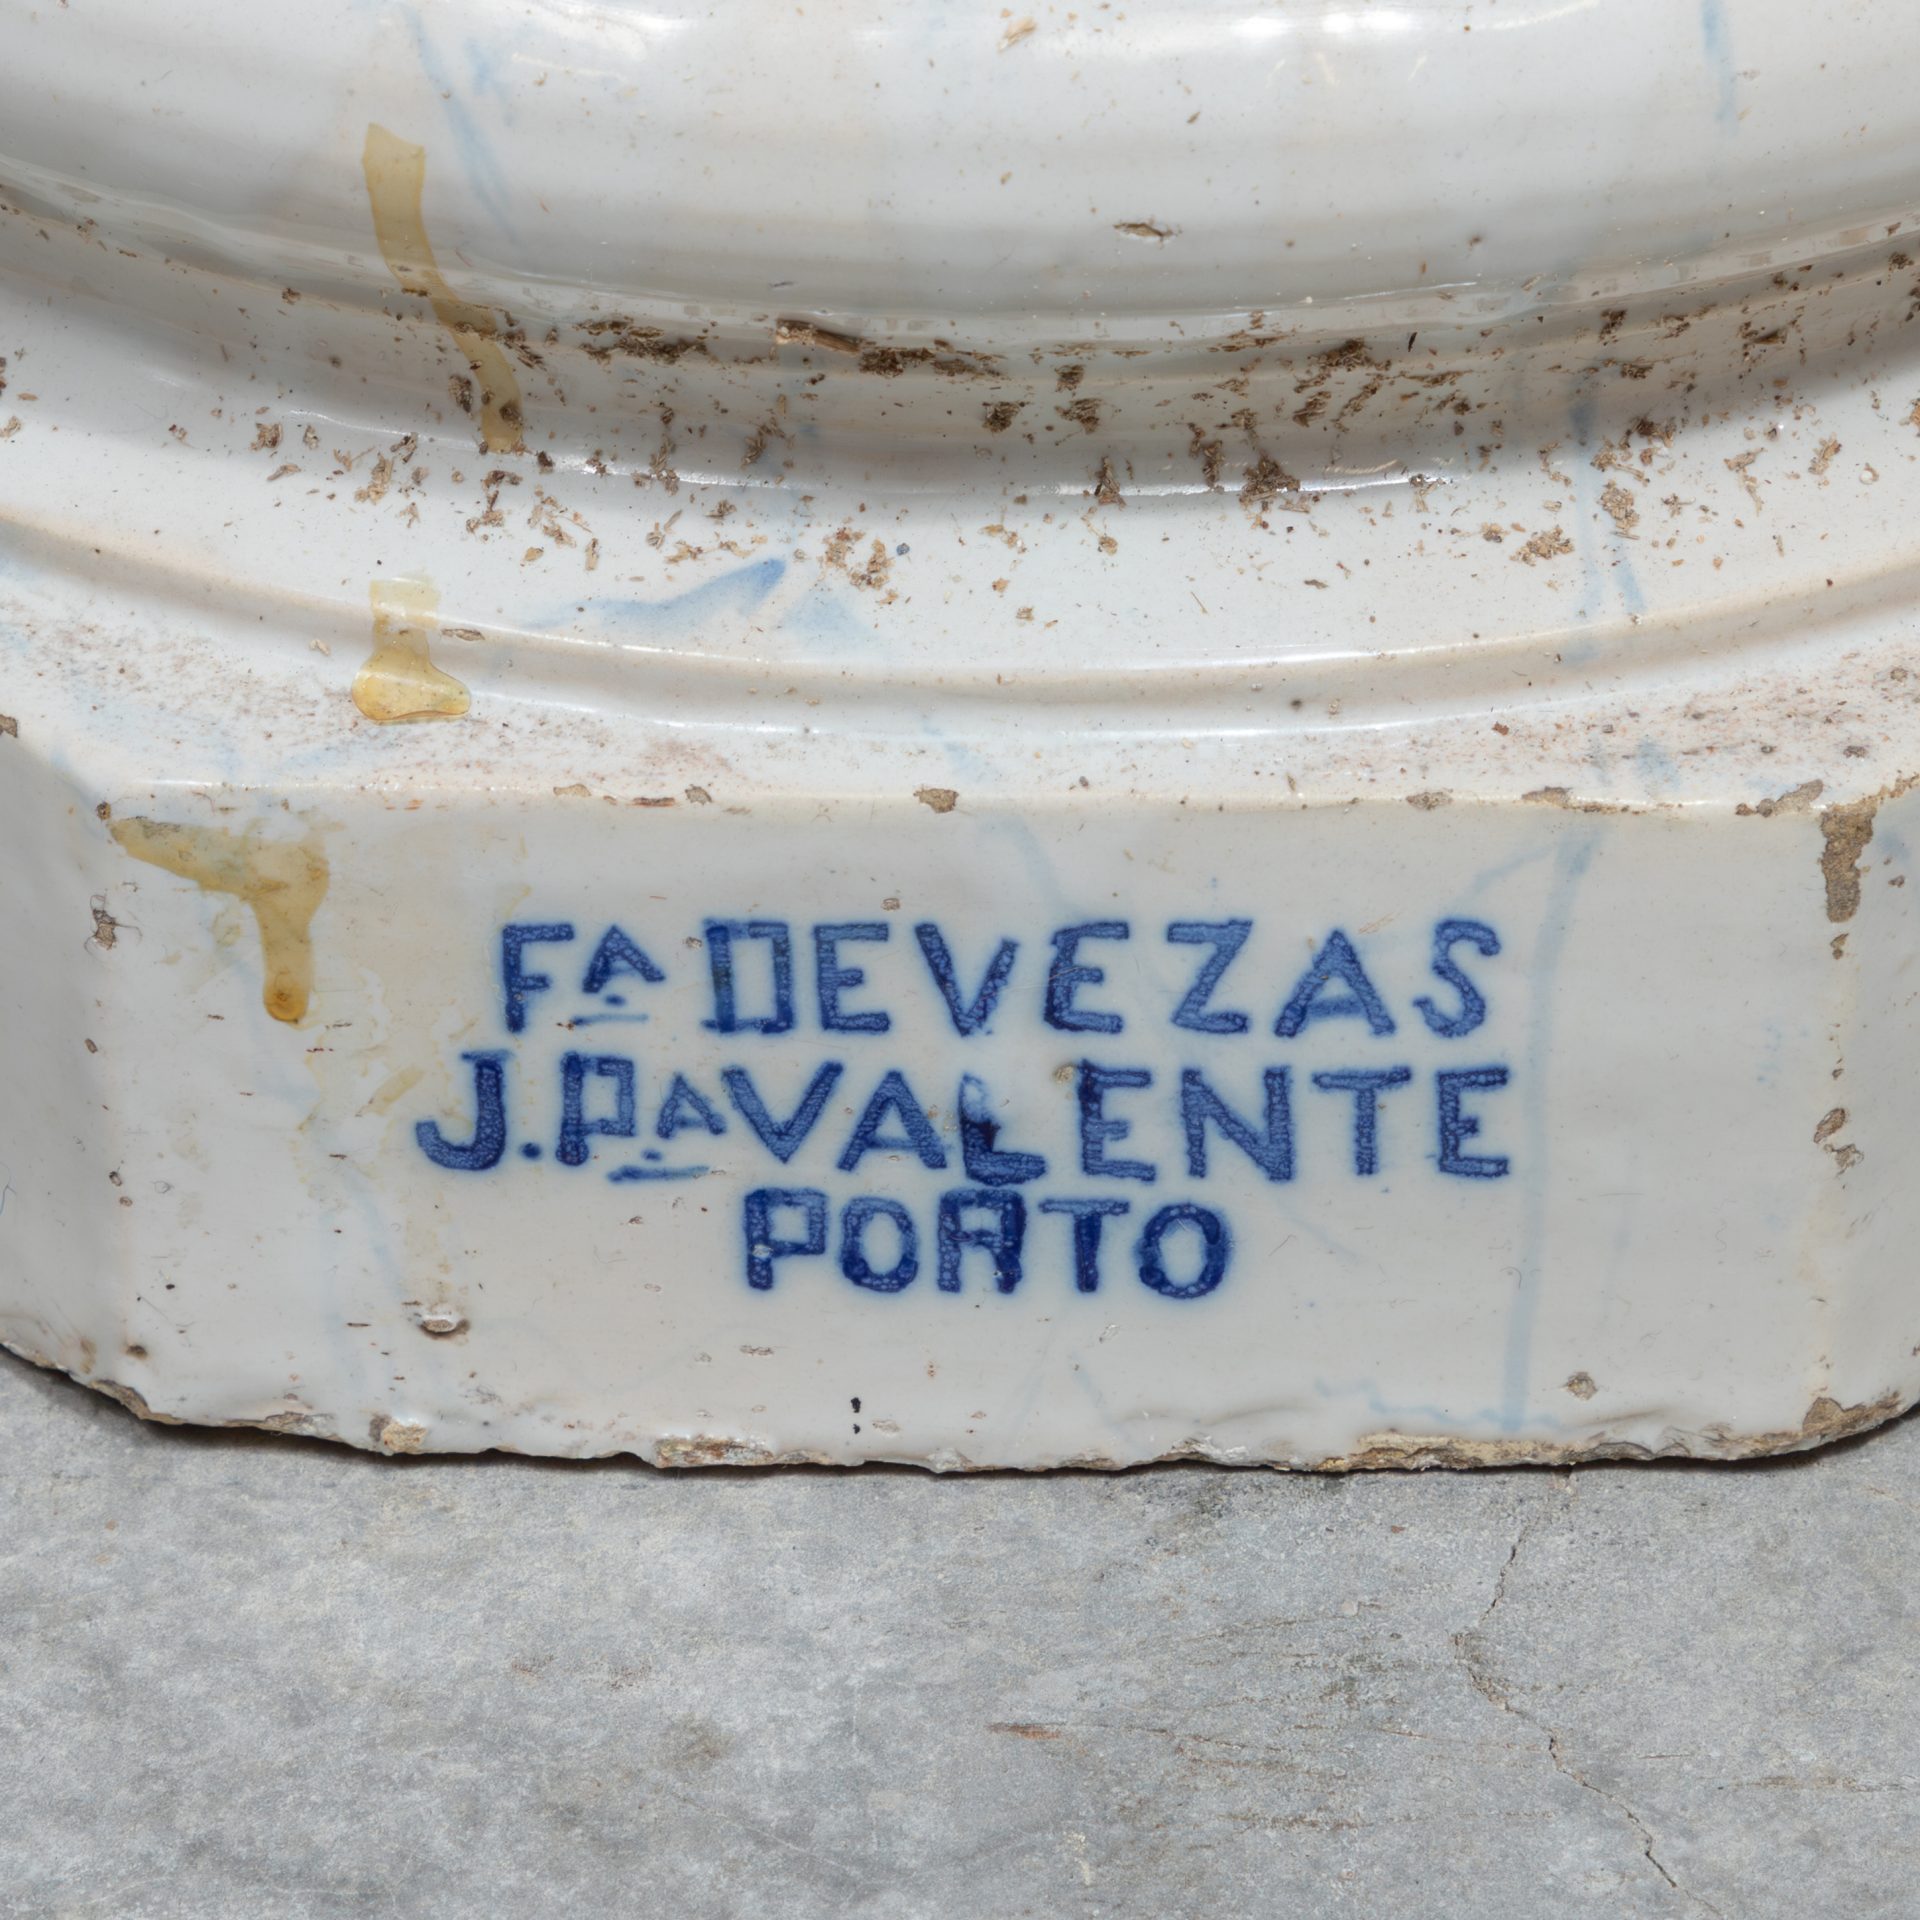 Fª DEVEZAS
J.Pª VALENTE
PORTO